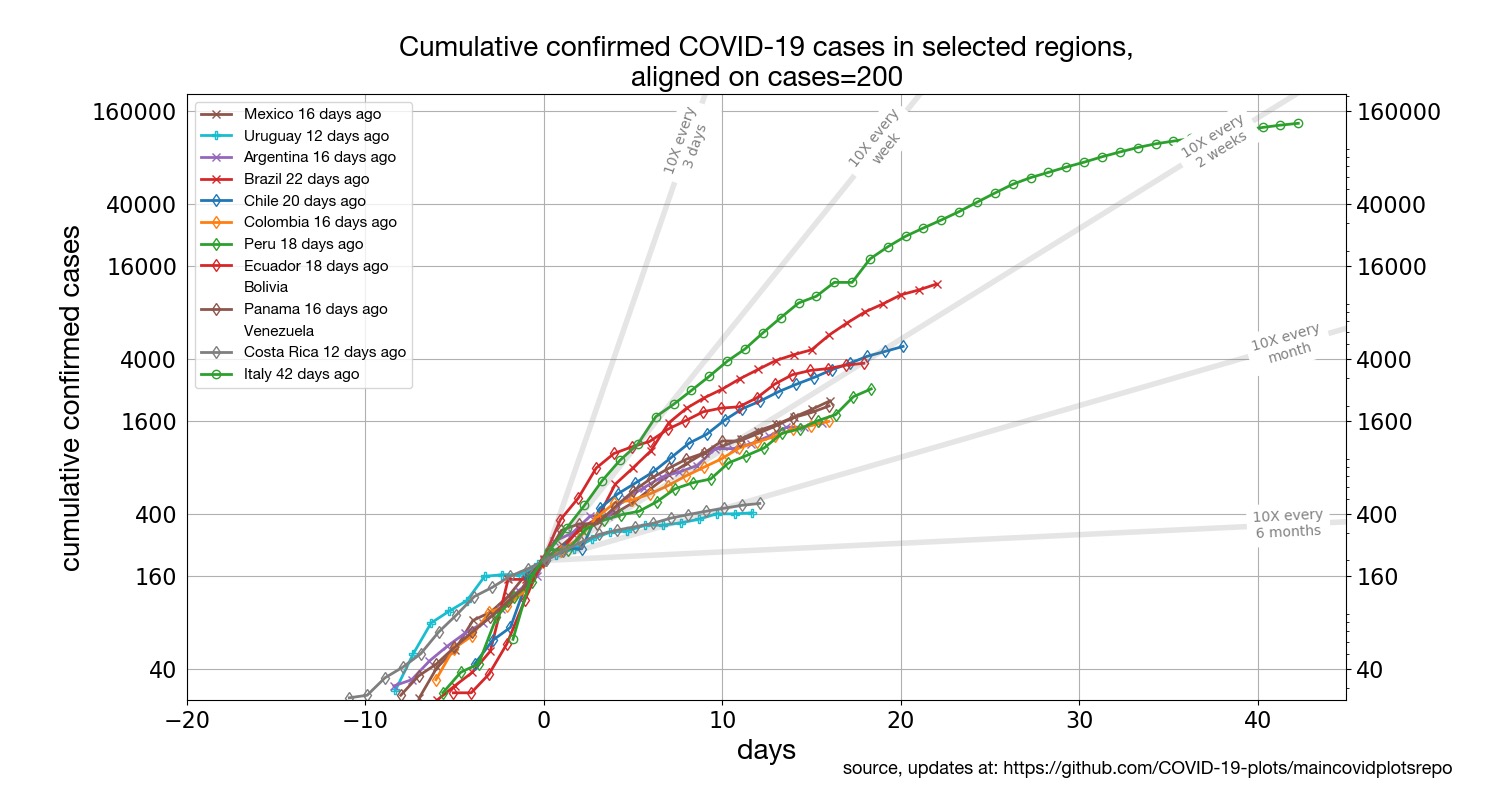 Cumulative confirmed COVID-19 cases in selected regions,
aligned on cases=200
160000
40000
16000
4000
1600
400
160
40
cumulative confirmed cases
Mexico 16 days ago
Uruguay 12 days ago
Argentina 16 days ago
Brazil 22 days ago
Chile 20 days ago
Colombia 16 days ago
Peru 18 days ago
Ecuador 18 days ago
Bolivia
Panama 16 days ago
Venezuela
Costa Rica 12 days ago
Italy 42 days ago
10X every
3 days
10X every
week
10X every
2 weeks
10X every
month
10X every
6 months
160000
40000
16000
4000
1600
400
160
40
−20
−10
0
10
20
30
40
days
source, updates at: https://github.com/COVID-19-plots/maincovidplotsrepo